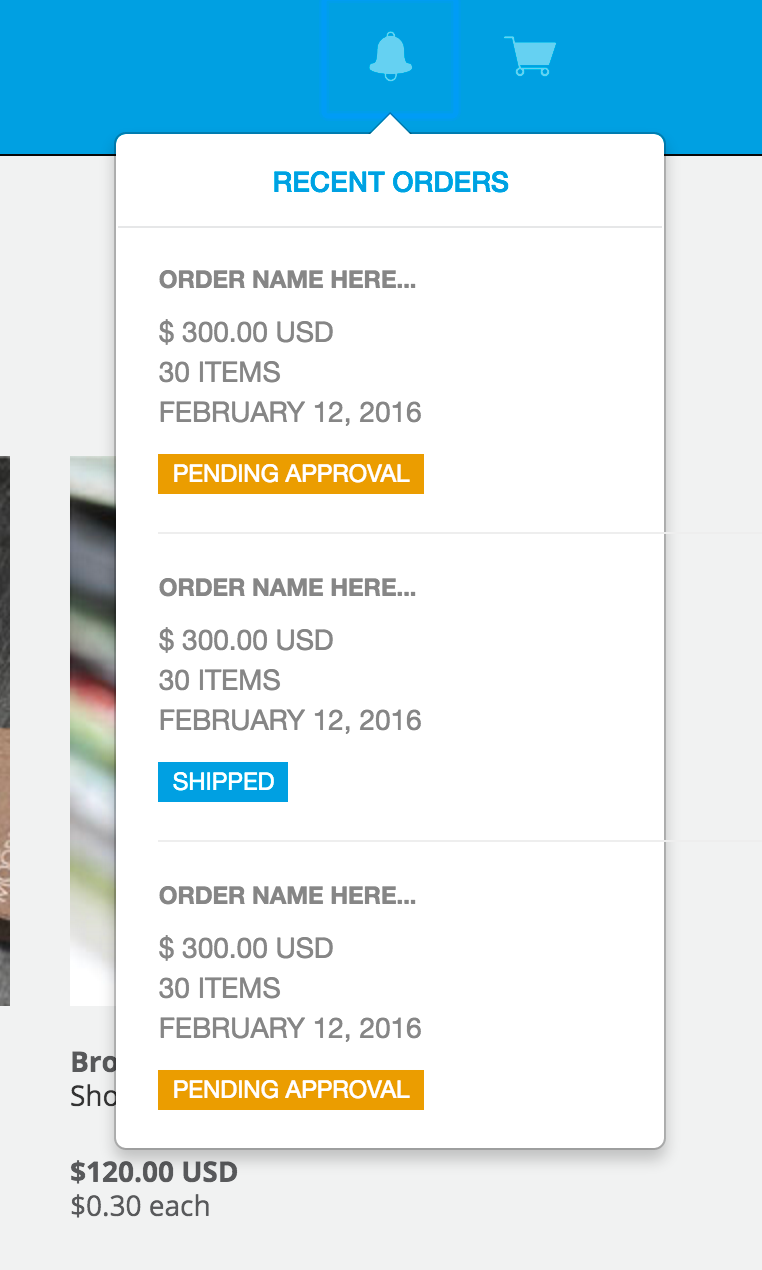 RECENT ORDERS
ORDER NAME HERE...
$ 300.00 USD
30 ITEMS
FEBRUARY 12, 2016
PENDING APPROVAL
ORDER NAME HERE...
$ 300.00 USD
30 ITEMS
FEBRUARY 12, 2016
SHIPPED
ORDER NAME HERE...
$ 300.00 USD
30 ITEMS
FEBRUARY 12, 2016
PENDING APPROVAL
Bro
Sho
$120.00 USD
$0.30 each